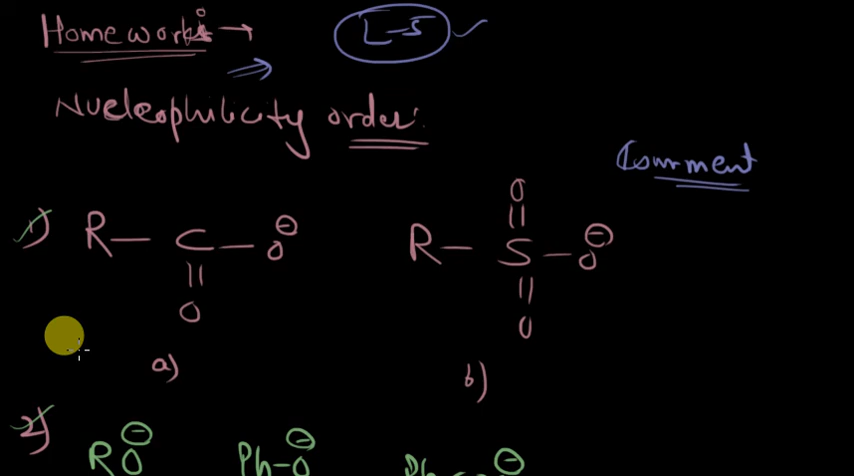 Homework: → L-5 ✓
⇒
Nucleophilicity order:
Comment
1) R-C-O⊖ R-S-O⊖
O
O O
a) b)
2) RO⊖ Ph-O⊖